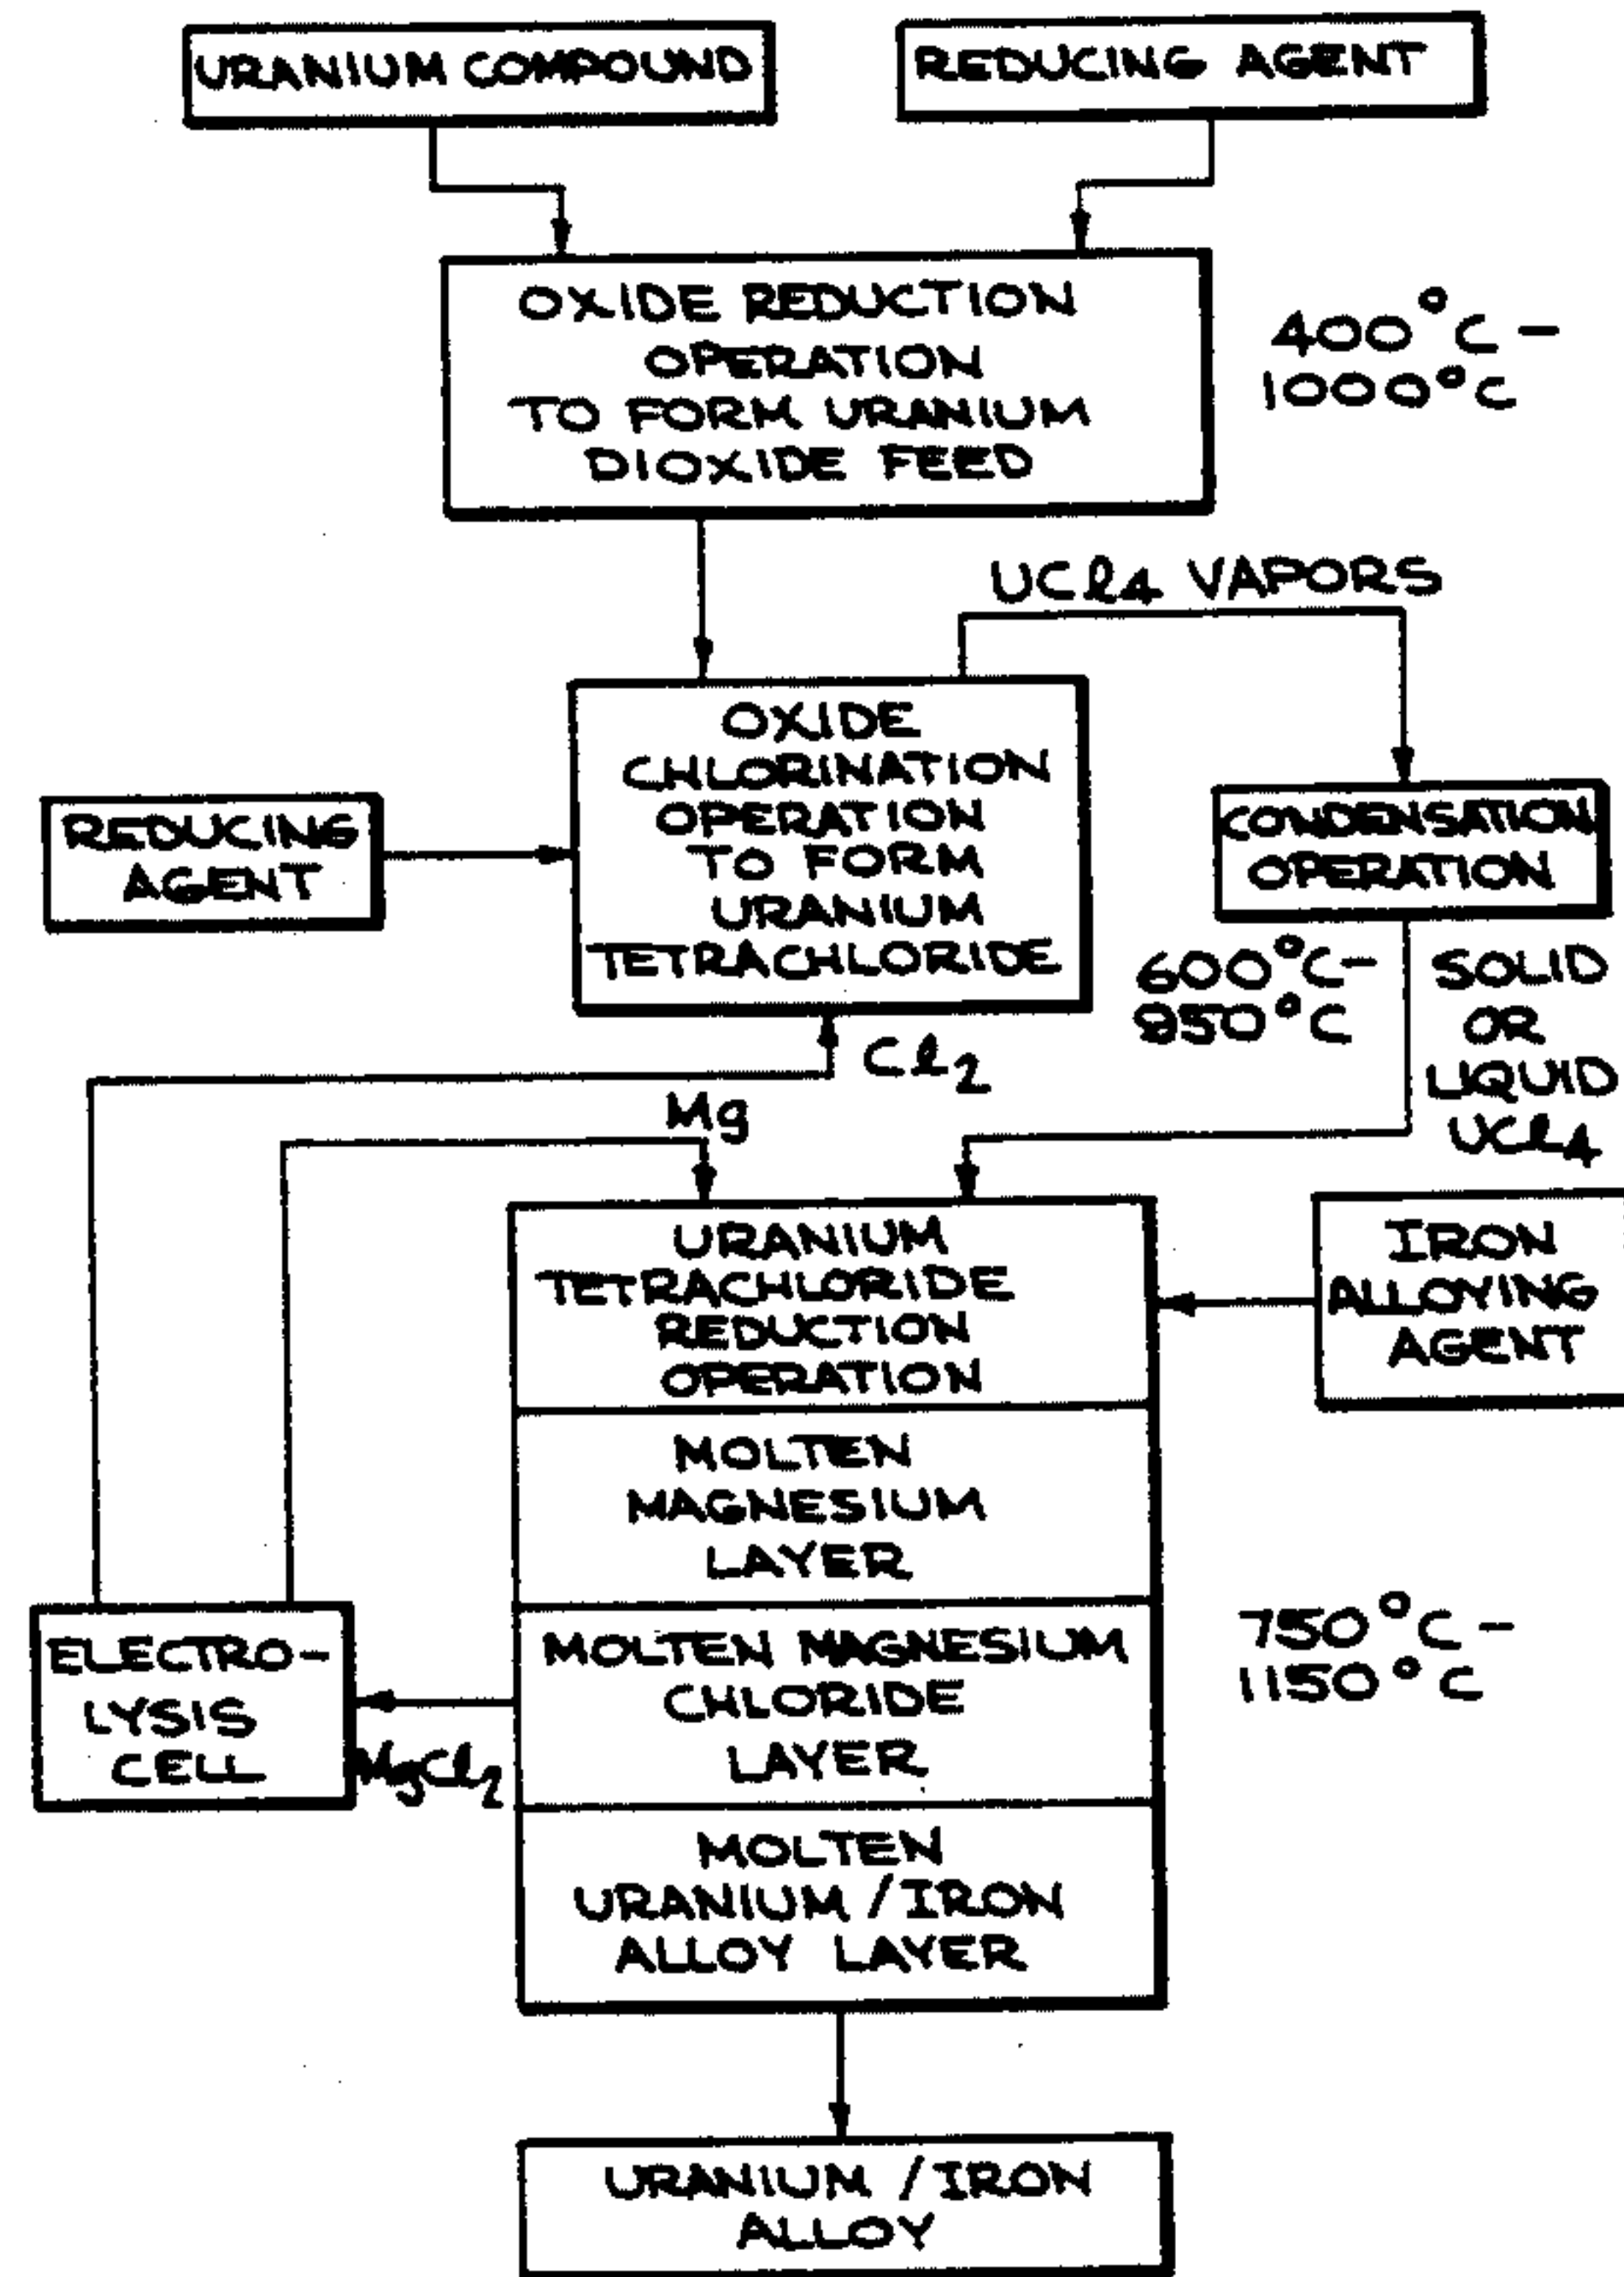 URANIUM COMPOUND
REDUCING AGENT
OXIDE REDUCTION
OPERATION
TO FORM URANIUM
DIOXIDE FEED
400°C -
1000°C
UCl4 VAPORS
OXIDE
CHLORINATION
OPERATION
TO FORM
URANIUM
TETRACHLORIDE
REDUCING
AGENT
CONDENSATION
OPERATION
600°C-
950°C
SOLID
OR
LIQUID
UCl4
Cl2
Mg
URANIUM
TETRACHLORIDE
REDUCTION
OPERATION
IRON
ALLOYING
AGENT
MOLTEN
MAGNESIUM
LAYER
MOLTEN MAGNESIUM
CHLORIDE
LAYER
750°C -
1150°C
ELECTRO-
LYSIS
CELL
MgCl2
MOLTEN
URANIUM / IRON
ALLOY LAYER
URANIUM / IRON
ALLOY